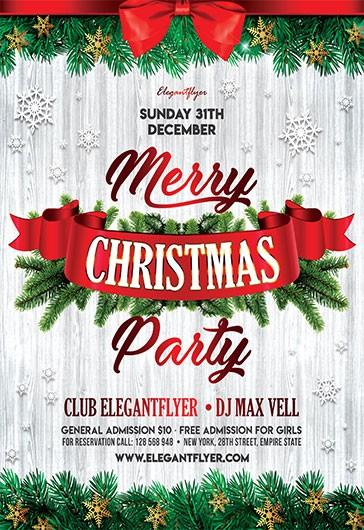 Elegantflyer
SUNDAY 31TH
DECEMBER
Merry
CHRISTMAS
Party
CLUB ELEGANTFLYER • DJ MAX VELL
GENERAL ADMISSION $10 · FREE ADMISSION FOR GIRLS
FOR RESERVATION CALL: 128 568 948 • NEW YORK, 28TH STREET, EMPIRE STATE
WWW.ELEGANTFLYER.COM